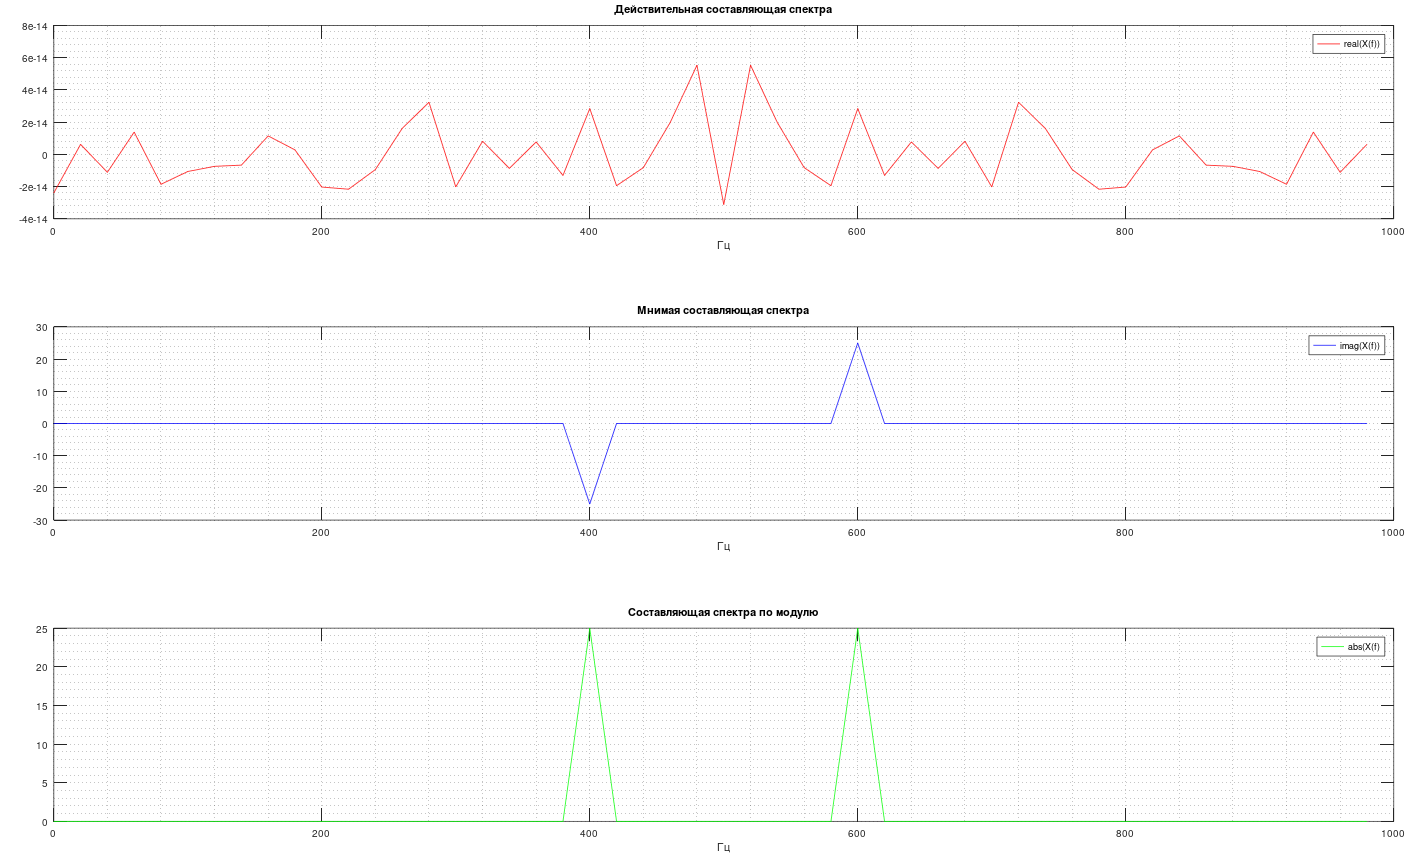 Действительная составляющая спектра
8e-14
6e-14
4e-14
2e-14
0
-2e-14
-4e-14
real(X(f))
0 200 400 600 800 1000
Гц
Мнимая составляющая спектра
30
20
10
0
-10
-20
-30
imag(X(f))
0 200 400 600 800 1000
Гц
Составляющая спектра по модулю
25
20
15
10
5
0
abs(X(f)
0 200 400 600 800 1000
Гц